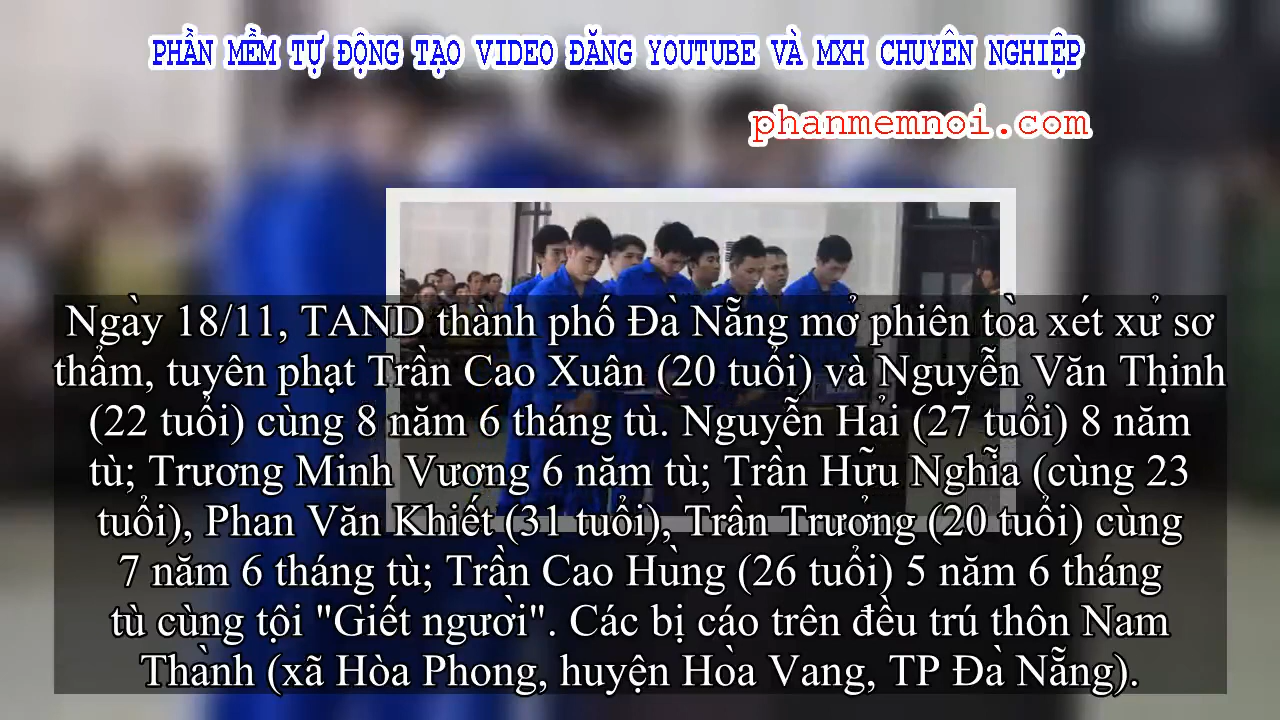 PHẦN MỀM TỰ ĐỘNG TẠO VIDEO ĐĂNG YOUTUBE VÀ MXH CHUYÊN NGHIỆP
phanmemnoi.com
Ngày 18/11, TAND thành phố Đà Nẵng mở phiên tòa xét xử sơ
thẩm, tuyên phạt Trần Cao Xuân (20 tuổi) và Nguyễn Văn Thịnh
(22 tuổi) cùng 8 năm 6 tháng tù. Nguyễn Hải (27 tuổi) 8 năm
tù; Trương Minh Vương 6 năm tù; Trần Hữu Nghĩa (cùng 23
tuổi), Phan Văn Khiết (31 tuổi), Trần Trưởng (20 tuổi) cùng
7 năm 6 tháng tù; Trần Cao Hùng (26 tuổi) 5 năm 6 tháng
tù cùng tội "Giết người". Các bị cáo trên đều trú thôn Nam
Thành (xã Hòa Phong, huyện Hòa Vang, TP Đà Nẵng).